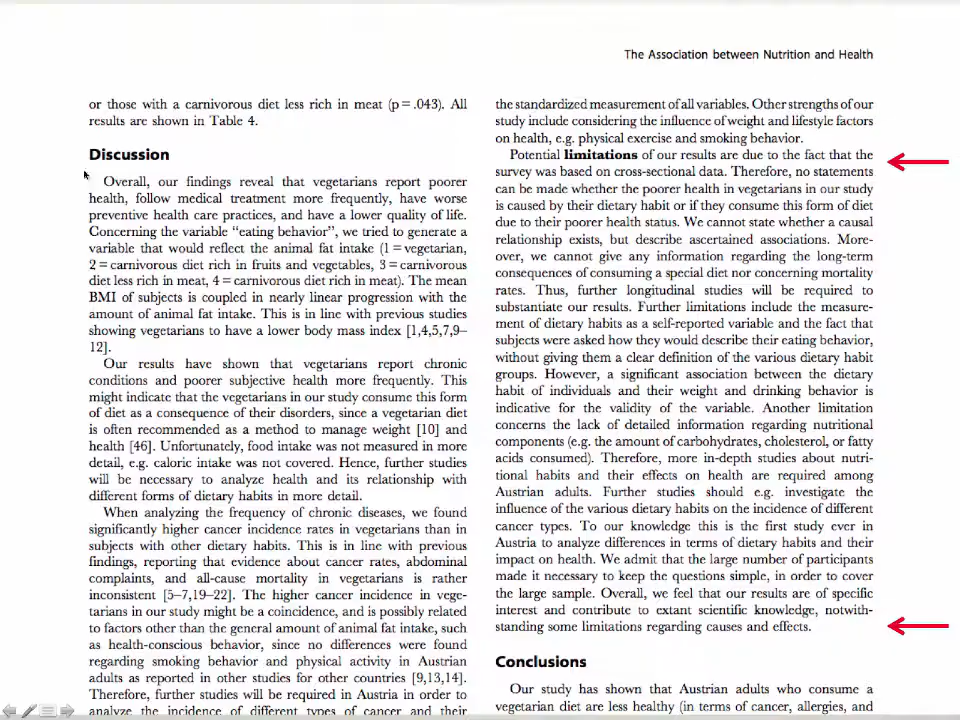 The Association between Nutrition and Health
or those with a carnivorous diet less rich in meat (p = .043). All
results are shown in Table 4.
Discussion
Overall, our findings reveal that vegetarians report poorer
health, follow medical treatment more frequently, have worse
preventive health care practices, and have a lower quality of life.
Concerning the variable “eating behavior”, we tried to generate a
variable that would reflect the animal fat intake (1 = vegetarian,
2 = carnivorous diet rich in fruits and vegetables, 3 = carnivorous
diet less rich in meat, 4 = carnivorous diet rich in meat). The mean
BMI of subjects is coupled in nearly linear progression with the
amount of animal fat intake. This is in line with previous studies
showing vegetarians to have a lower body mass index [1,4,5,7,9–
12].
Our results have shown that vegetarians report chronic
conditions and poorer subjective health more frequently. This
might indicate that the vegetarians in our study consume this form
of diet as a consequence of their disorders, since a vegetarian diet
is often recommended as a method to manage weight [10] and
health [46]. Unfortunately, food intake was not measured in more
detail, e.g. caloric intake was not covered. Hence, further studies
will be necessary to analyze health and its relationship with
different forms of dietary habits in more detail.
When analyzing the frequency of chronic diseases, we found
significantly higher cancer incidence rates in vegetarians than in
subjects with other dietary habits. This is in line with previous
findings, reporting that evidence about cancer rates, abdominal
complaints, and all-cause mortality in vegetarians is rather
inconsistent [5–7,19–22]. The higher cancer incidence in vege-
tarians in our study might be a coincidence, and is possibly related
to factors other than the general amount of animal fat intake, such
as health-conscious behavior, since no differences were found
regarding smoking behavior and physical activity in Austrian
adults as reported in other studies for other countries [9,13,14].
Therefore, further studies will be required in Austria in order to
analyze the incidence of different types of cancer and their
the standardized measurement of all variables. Other strengths of our
study include considering the influence of weight and lifestyle factors
on health, e.g. physical exercise and smoking behavior.
Potential limitations of our results are due to the fact that the
survey was based on cross-sectional data. Therefore, no statements
can be made whether the poorer health in vegetarians in our study
is caused by their dietary habit or if they consume this form of diet
due to their poorer health status. We cannot state whether a causal
relationship exists, but describe ascertained associations. More-
over, we cannot give any information regarding the long-term
consequences of consuming a special diet nor concerning mortality
rates. Thus, further longitudinal studies will be required to
substantiate our results. Further limitations include the measure-
ment of dietary habits as a self-reported variable and the fact that
subjects were asked how they would describe their eating behavior,
without giving them a clear definition of the various dietary habit
groups. However, a significant association between the dietary
habit of individuals and their weight and drinking behavior is
indicative for the validity of the variable. Another limitation
concerns the lack of detailed information regarding nutritional
components (e.g. the amount of carbohydrates, cholesterol, or fatty
acids consumed). Therefore, more in-depth studies about nutri-
tional habits and their effects on health are required among
Austrian adults. Further studies should e.g. investigate the
influence of the various dietary habits on the incidence of different
cancer types. To our knowledge this is the first study ever in
Austria to analyze differences in terms of dietary habits and their
impact on health. We admit that the large number of participants
made it necessary to keep the questions simple, in order to cover
the large sample. Overall, we feel that our results are of specific
interest and contribute to extant scientific knowledge, notwith-
standing some limitations regarding causes and effects.
Conclusions
Our study has shown that Austrian adults who consume a
vegetarian diet are less healthy (in terms of cancer, allergies, and